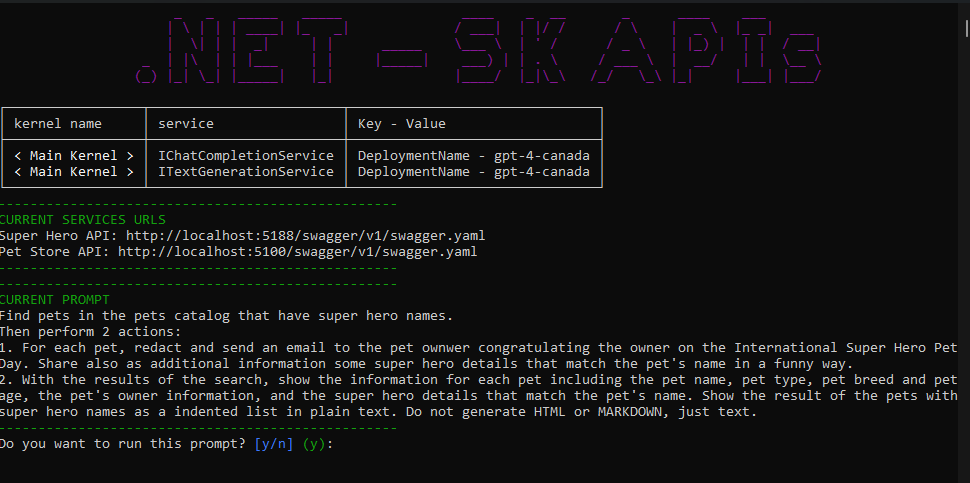 .NET - SK APIs
kernel name service Key - Value
< Main Kernel > IChatCompletionService DeploymentName - gpt-4-canada
< Main Kernel > ITextGenerationService DeploymentName - gpt-4-canada
--------------------------------------------------
CURRENT SERVICES URLS
Super Hero API: http://localhost:5188/swagger/v1/swagger.yaml
Pet Store API: http://localhost:5100/swagger/v1/swagger.yaml
--------------------------------------------------
--------------------------------------------------
CURRENT PROMPT
Find pets in the pets catalog that have super hero names.
Then perform 2 actions:
1. For each pet, redact and send an email to the pet ownwer congratulating the owner on the International Super Hero Pet
Day. Share also as additional information some super hero details that match the pet's name in a funny way.
2. With the results of the search, show the information for each pet including the pet name, pet type, pet breed and pet
age, the pet's owner information, and the super hero details that match the pet's name. Show the result of the pets with
super hero names as a indented list in plain text. Do not generate HTML or MARKDOWN, just text.
--------------------------------------------------
Do you want to run this prompt? [y/n] (y):